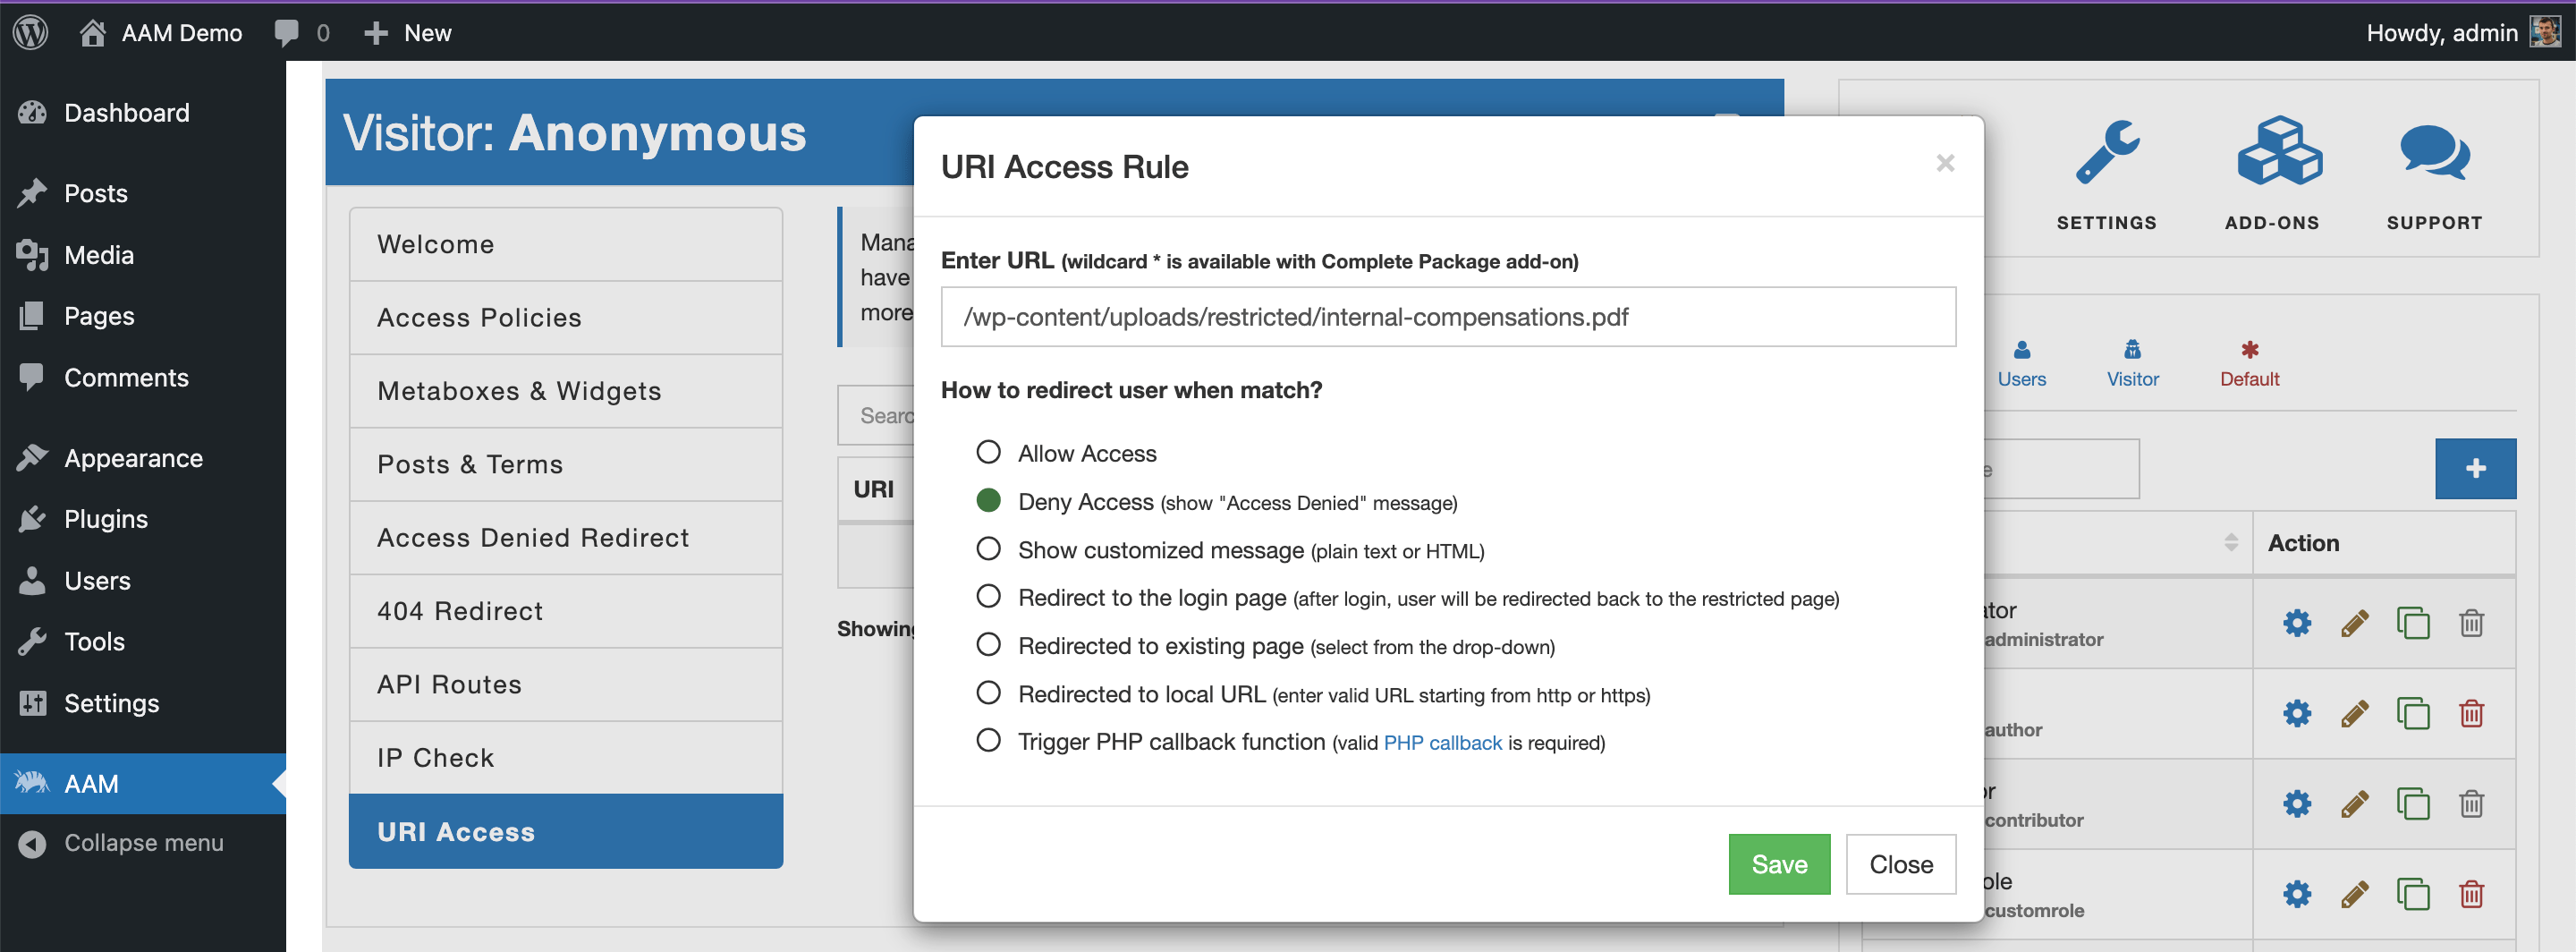 AAM Demo
0
New
Howdy, admin
Dashboard
Posts
Media
Pages
Comments
Appearance
Plugins
Users
Tools
Settings
AAM
Collapse menu
Visitor: Anonymous
Welcome
Access Policies
Metaboxes & Widgets
Posts & Terms
Access Denied Redirect
404 Redirect
API Routes
IP Check
URI Access
have
more
URI
URI Access Rule
×
Enter URL (wildcard * is available with Complete Package add-on)
/wp-content/uploads/restricted/internal-compensations.pdf
How to redirect user when match?
Allow Access
Deny Access (show "Access Denied" message)
Show customized message (plain text or HTML)
Redirect to the login page (after login, user will be redirected back to the restricted page)
Redirected to existing page (select from the drop-down)
Redirected to local URL (enter valid URL starting from http or https)
Trigger PHP callback function (valid PHP callback is required)
Save
Close
SETTINGS
ADD-ONS
SUPPORT
Users
Visitor
Default
Action
administrator
author
contributor
customrole